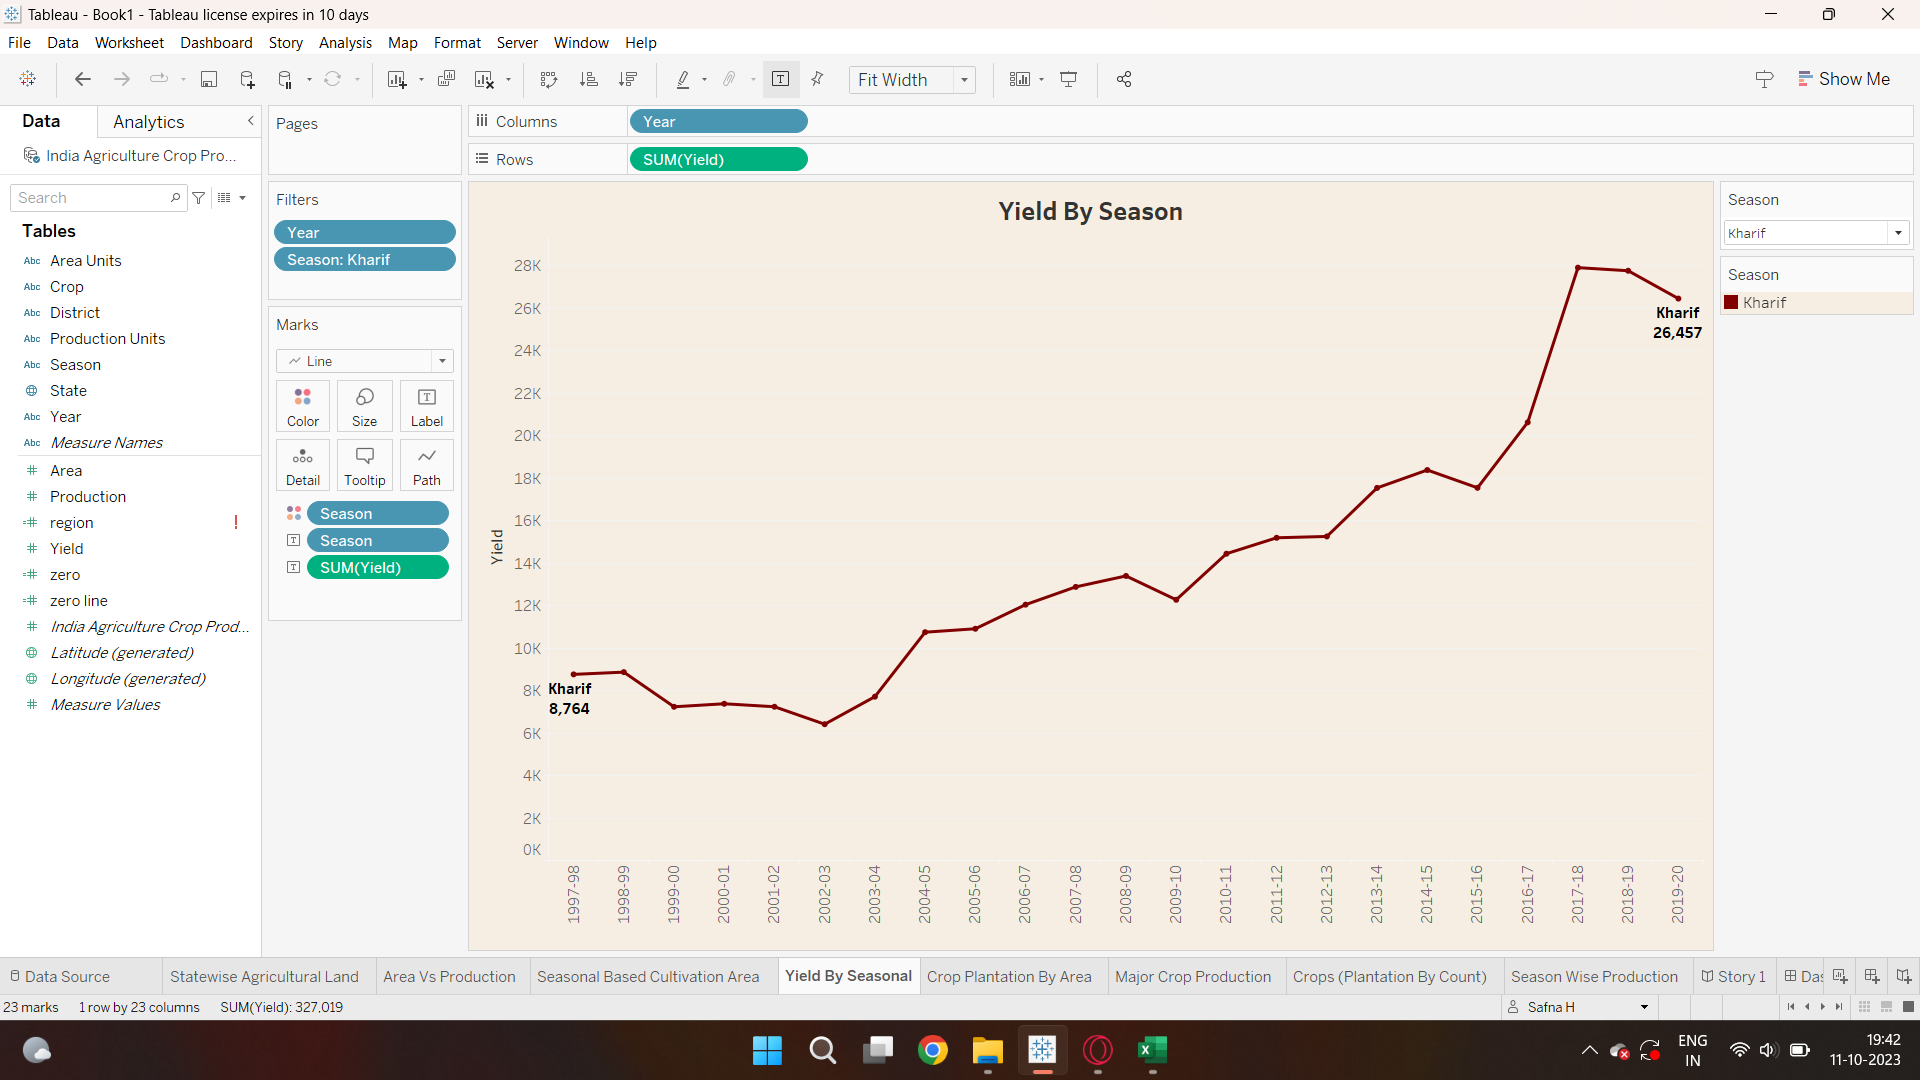 Tableau - Book1 - Tableau license expires in 10 days
File Data Worksheet Dashboard Story Analysis Map Format Server Window Help
Fit Width
Show Me
Data
Analytics
India Agriculture Crop Pro...
Search
Tables
Abc Area Units
Abc Crop
Abc District
Abc Production Units
Abc Season
State
Abc Year
Abc Measure Names
Area
Production
region !
Yield
zero
zero line
India Agriculture Crop Prod...
Latitude (generated)
Longitude (generated)
Measure Values
Pages
Filters
Year
Season: Kharif
Marks
Line
Color
Size
Label
Detail
Tooltip
Path
Season
Season
SUM(Yield)
Columns
Year
Rows
SUM(Yield)
Yield By Season
Yield
28K
26K
24K
22K
20K
18K
16K
14K
12K
10K
8K
6K
4K
2K
0K
Kharif
8,764
Kharif
26,457
1997-98
1998-99
1999-00
2000-01
2001-02
2002-03
2003-04
2004-05
2005-06
2006-07
2007-08
2008-09
2009-10
2010-11
2011-12
2012-13
2013-14
2014-15
2015-16
2016-17
2017-18
2018-19
2019-20
Season
Kharif
Season
Kharif
Data Source
Statewise Agricultural Land
Area Vs Production
Seasonal Based Cultivation Area
Yield By Seasonal
Crop Plantation By Area
Major Crop Production
Crops (Plantation By Count)
Season Wise Production
Story 1
Das
23 marks
1 row by 23 columns
SUM(Yield): 327,019
Safna H
ENG
IN
19:42
11-10-2023